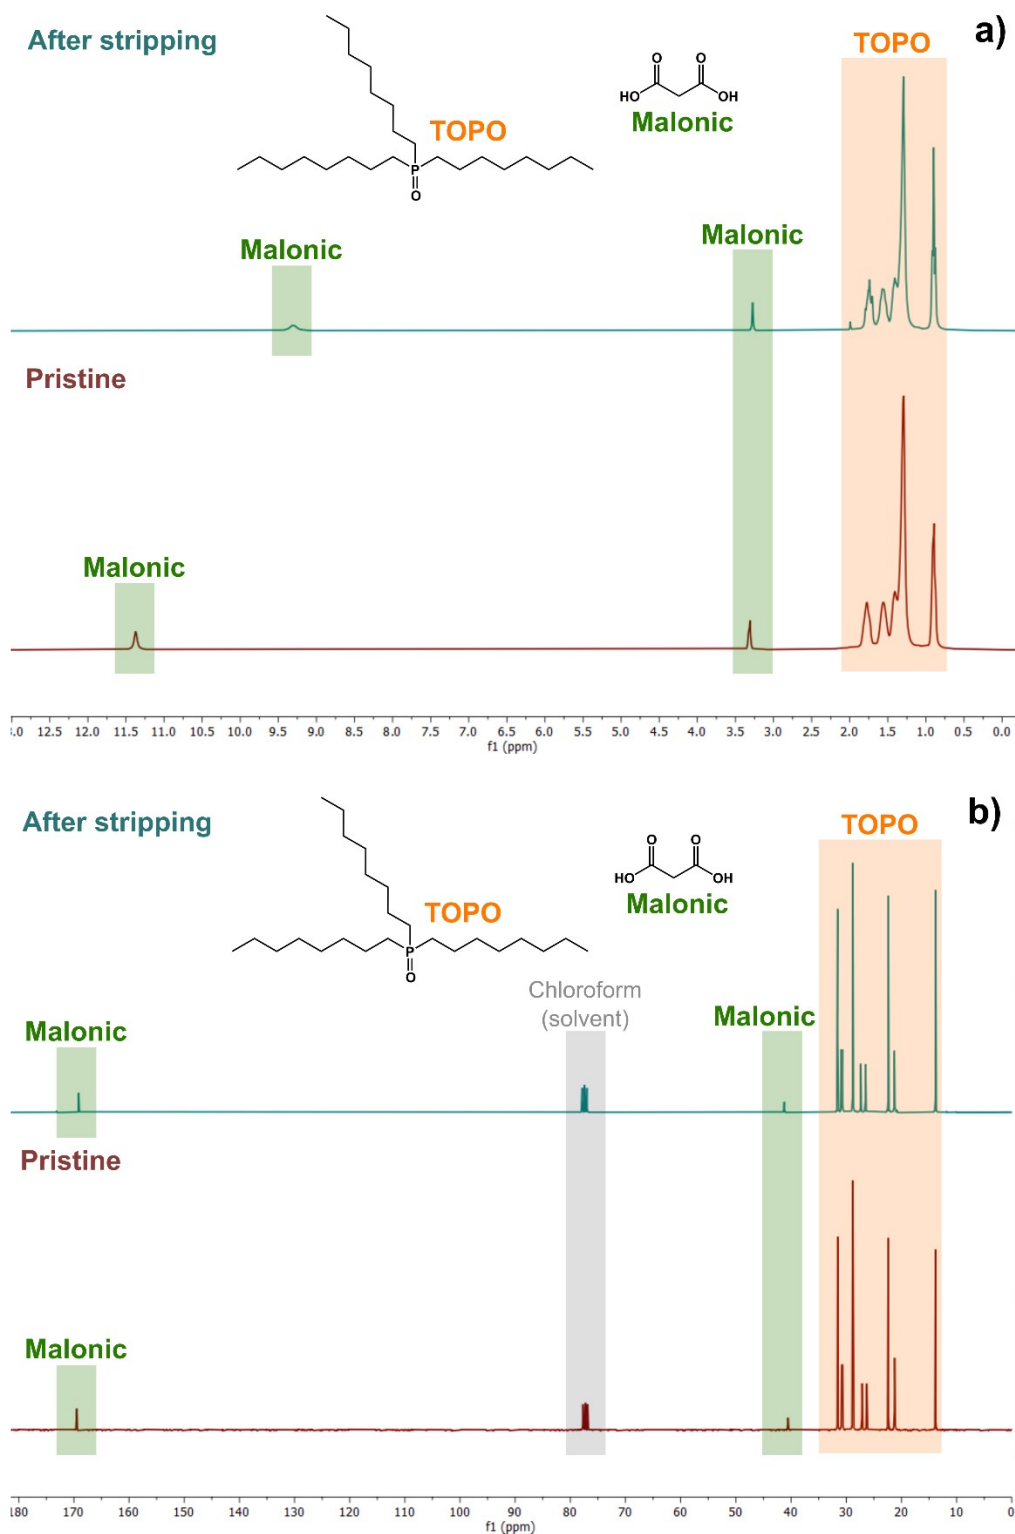 After stripping
a)
TOPO
O O
HO OH
Malonic
TOPO
P
O
Malonic
Malonic
Pristine
Malonic
12.5 12.0 11.5 11.0 10.5 10.0 9.5 9.0 8.5 8.0 7.5 7.0 6.5 6.0 5.5 5.0 4.5 4.0 3.5 3.0 2.5 2.0 1.5 1.0 0.5 0.0
f1 (ppm)
After stripping
b)
TOPO
O O
HO OH
Malonic
TOPO
P
O
Chloroform
(solvent)
Malonic
Malonic
Pristine
Malonic
180 170 160 150 140 130 120 110 100 90 80 70 60 50 40 30 20 10 0
f1 (ppm)